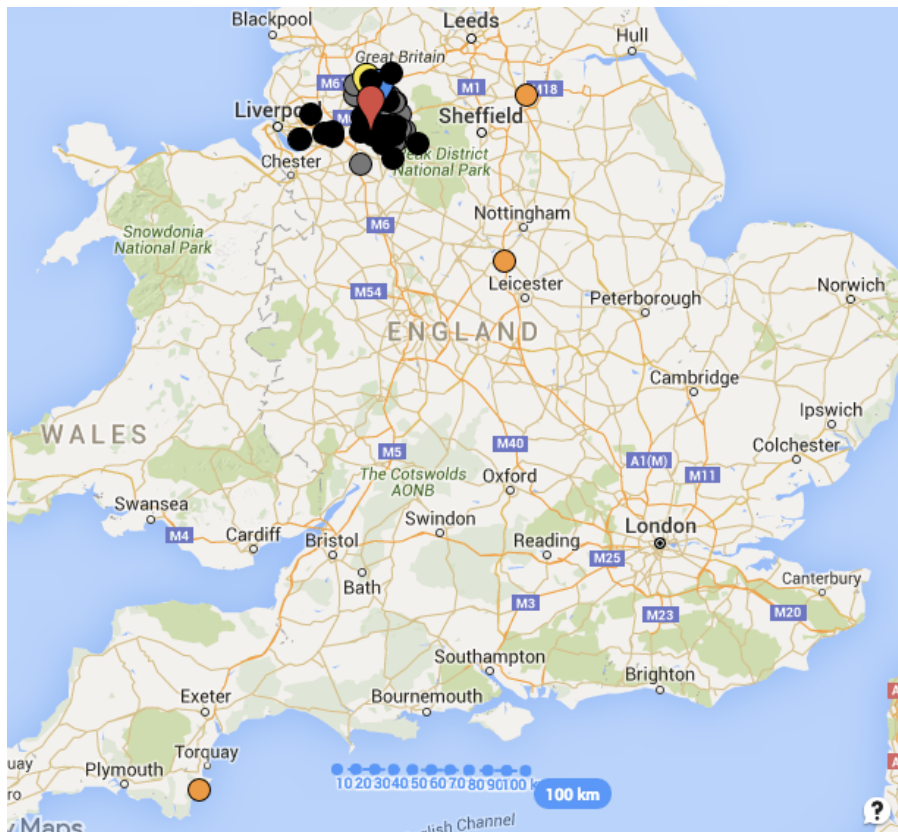 Blackpool
Leeds
Hull
Great Britain
M1
M18
Liverpool
Sheffield
Chester
Peak District
National Park
Snowdonia
National Park
M6
Nottingham
M54
Leicester
Peterborough
Norwich
ENGLAND
Cambridge
Ipswich
WALES
M5
M40
A1(M)
M11
Colchester
The Cotswolds
AONB
Oxford
Swansea
M4
Cardiff
Bristol
Swindon
Reading
London
M25
Bath
Canterbury
M3
M23
M20
Southampton
Brighton
Exeter
Bournemouth
Torquay
Plymouth
10 20 30 40 50 60 70 80 90 100 k
100 km
Maps
English Channel
?